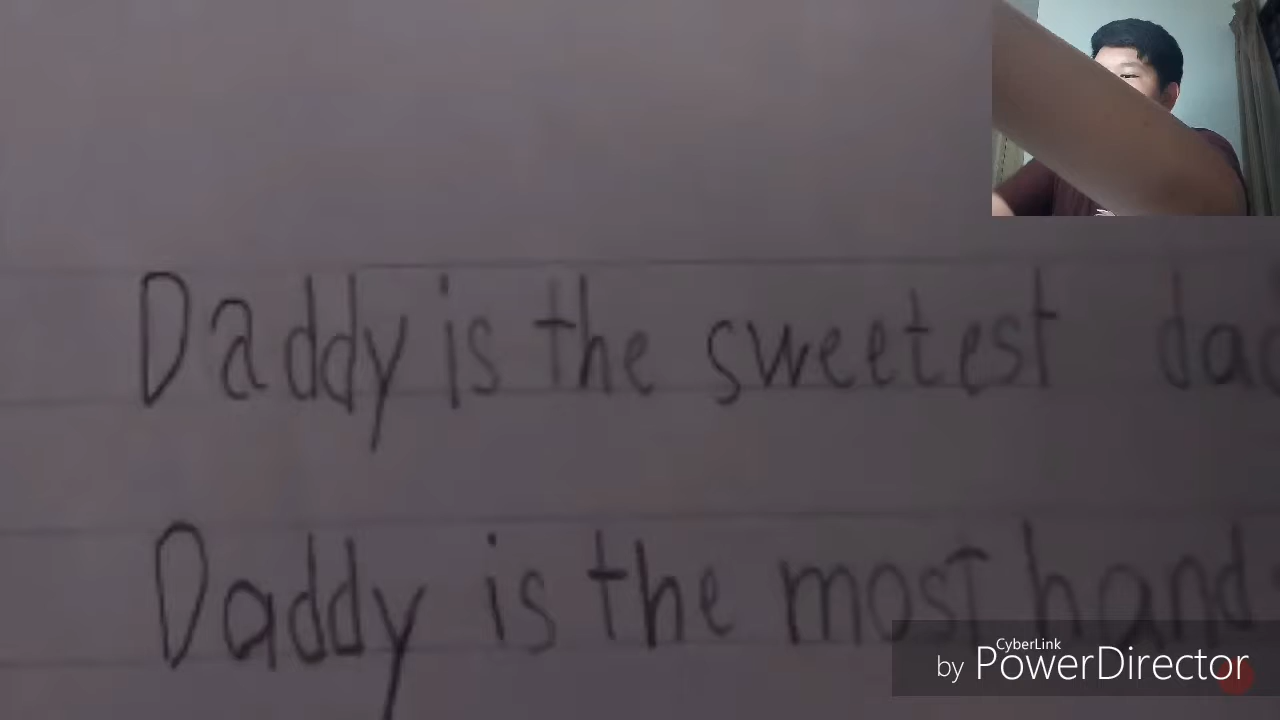 Daddy is the sweetest
Daddy is the most
CyberLink
by PowerDirector